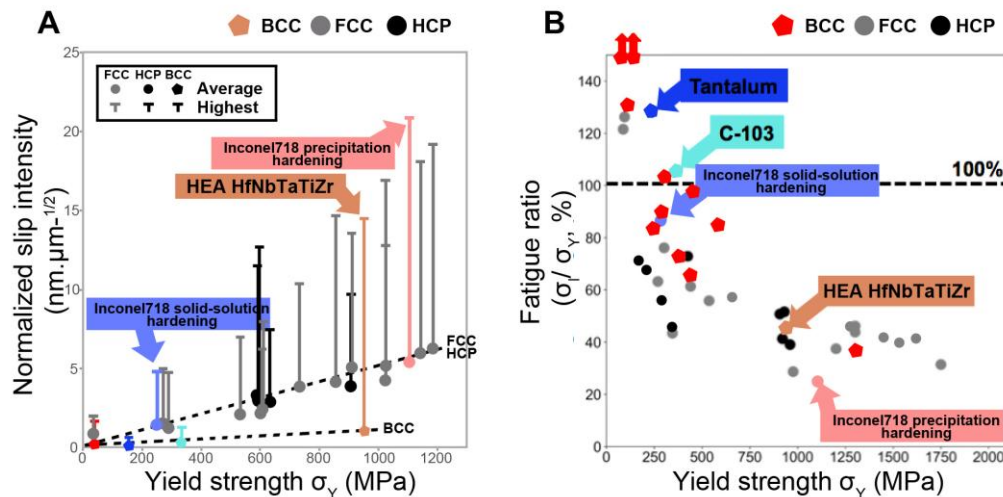 A
BCC FCC HCP
25
20
15
10
5
0
FCC HCP BCC
Average
Highest
Inconel718 precipitation
hardening
HEA HfNbTaTiZr
Inconel718 solid-solution
hardening
FCC
HCP
BCC
Normalized slip intensity
(nm.µm-1/2)
0 200 400 600 800 1000 1200
Yield strength σY (MPa)
B
BCC FCC HCP
140
120
100
80
60
40
20
0
Tantalum
C-103
Inconel718 solid-solution
hardening
100%
HEA HfNbTaTiZr
Inconel718 precipitation
hardening
Fatigue ratio
(σl/ σY, %)
0 250 500 750 1000 1250 1500 1750 2000
Yield strength σY (MPa)